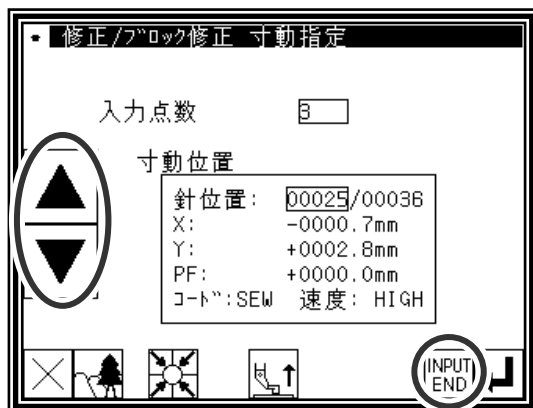 修正/ブロック修正 寸動指定
入力点数 3
寸動位置
針位置: 00025/00036
X: -0000.7mm
Y: +0002.8mm
PF: +0000.0mm
コード:SEW 速度: HIGH
INPUT
END